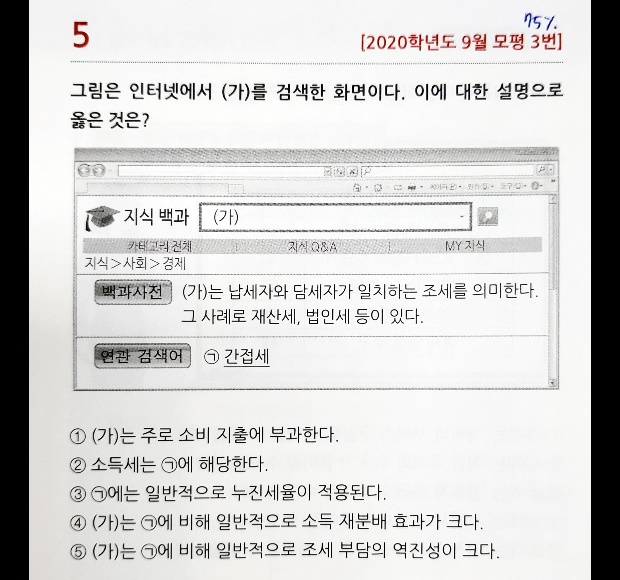 75%
5
[2020학년도 9월 모평 3번]
그림은 인터넷에서 (가)를 검색한 화면이다. 이에 대한 설명으로
옳은 것은?
지식 백과 (가)
카테고리 전체 | 지식 Q&A | MY 지식
지식>사회>경제
백과사전 (가)는 납세자와 담세자가 일치하는 조세를 의미한다.
그 사례로 재산세, 법인세 등이 있다.
연관 검색어 ㉠ 간접세
① (가)는 주로 소비 지출에 부과한다.
② 소득세는 ㉠에 해당한다.
③ ㉠에는 일반적으로 누진세율이 적용된다.
④ (가)는 ㉠에 비해 일반적으로 소득 재분배 효과가 크다.
⑤ (가)는 ㉠에 비해 일반적으로 조세 부담의 역진성이 크다.